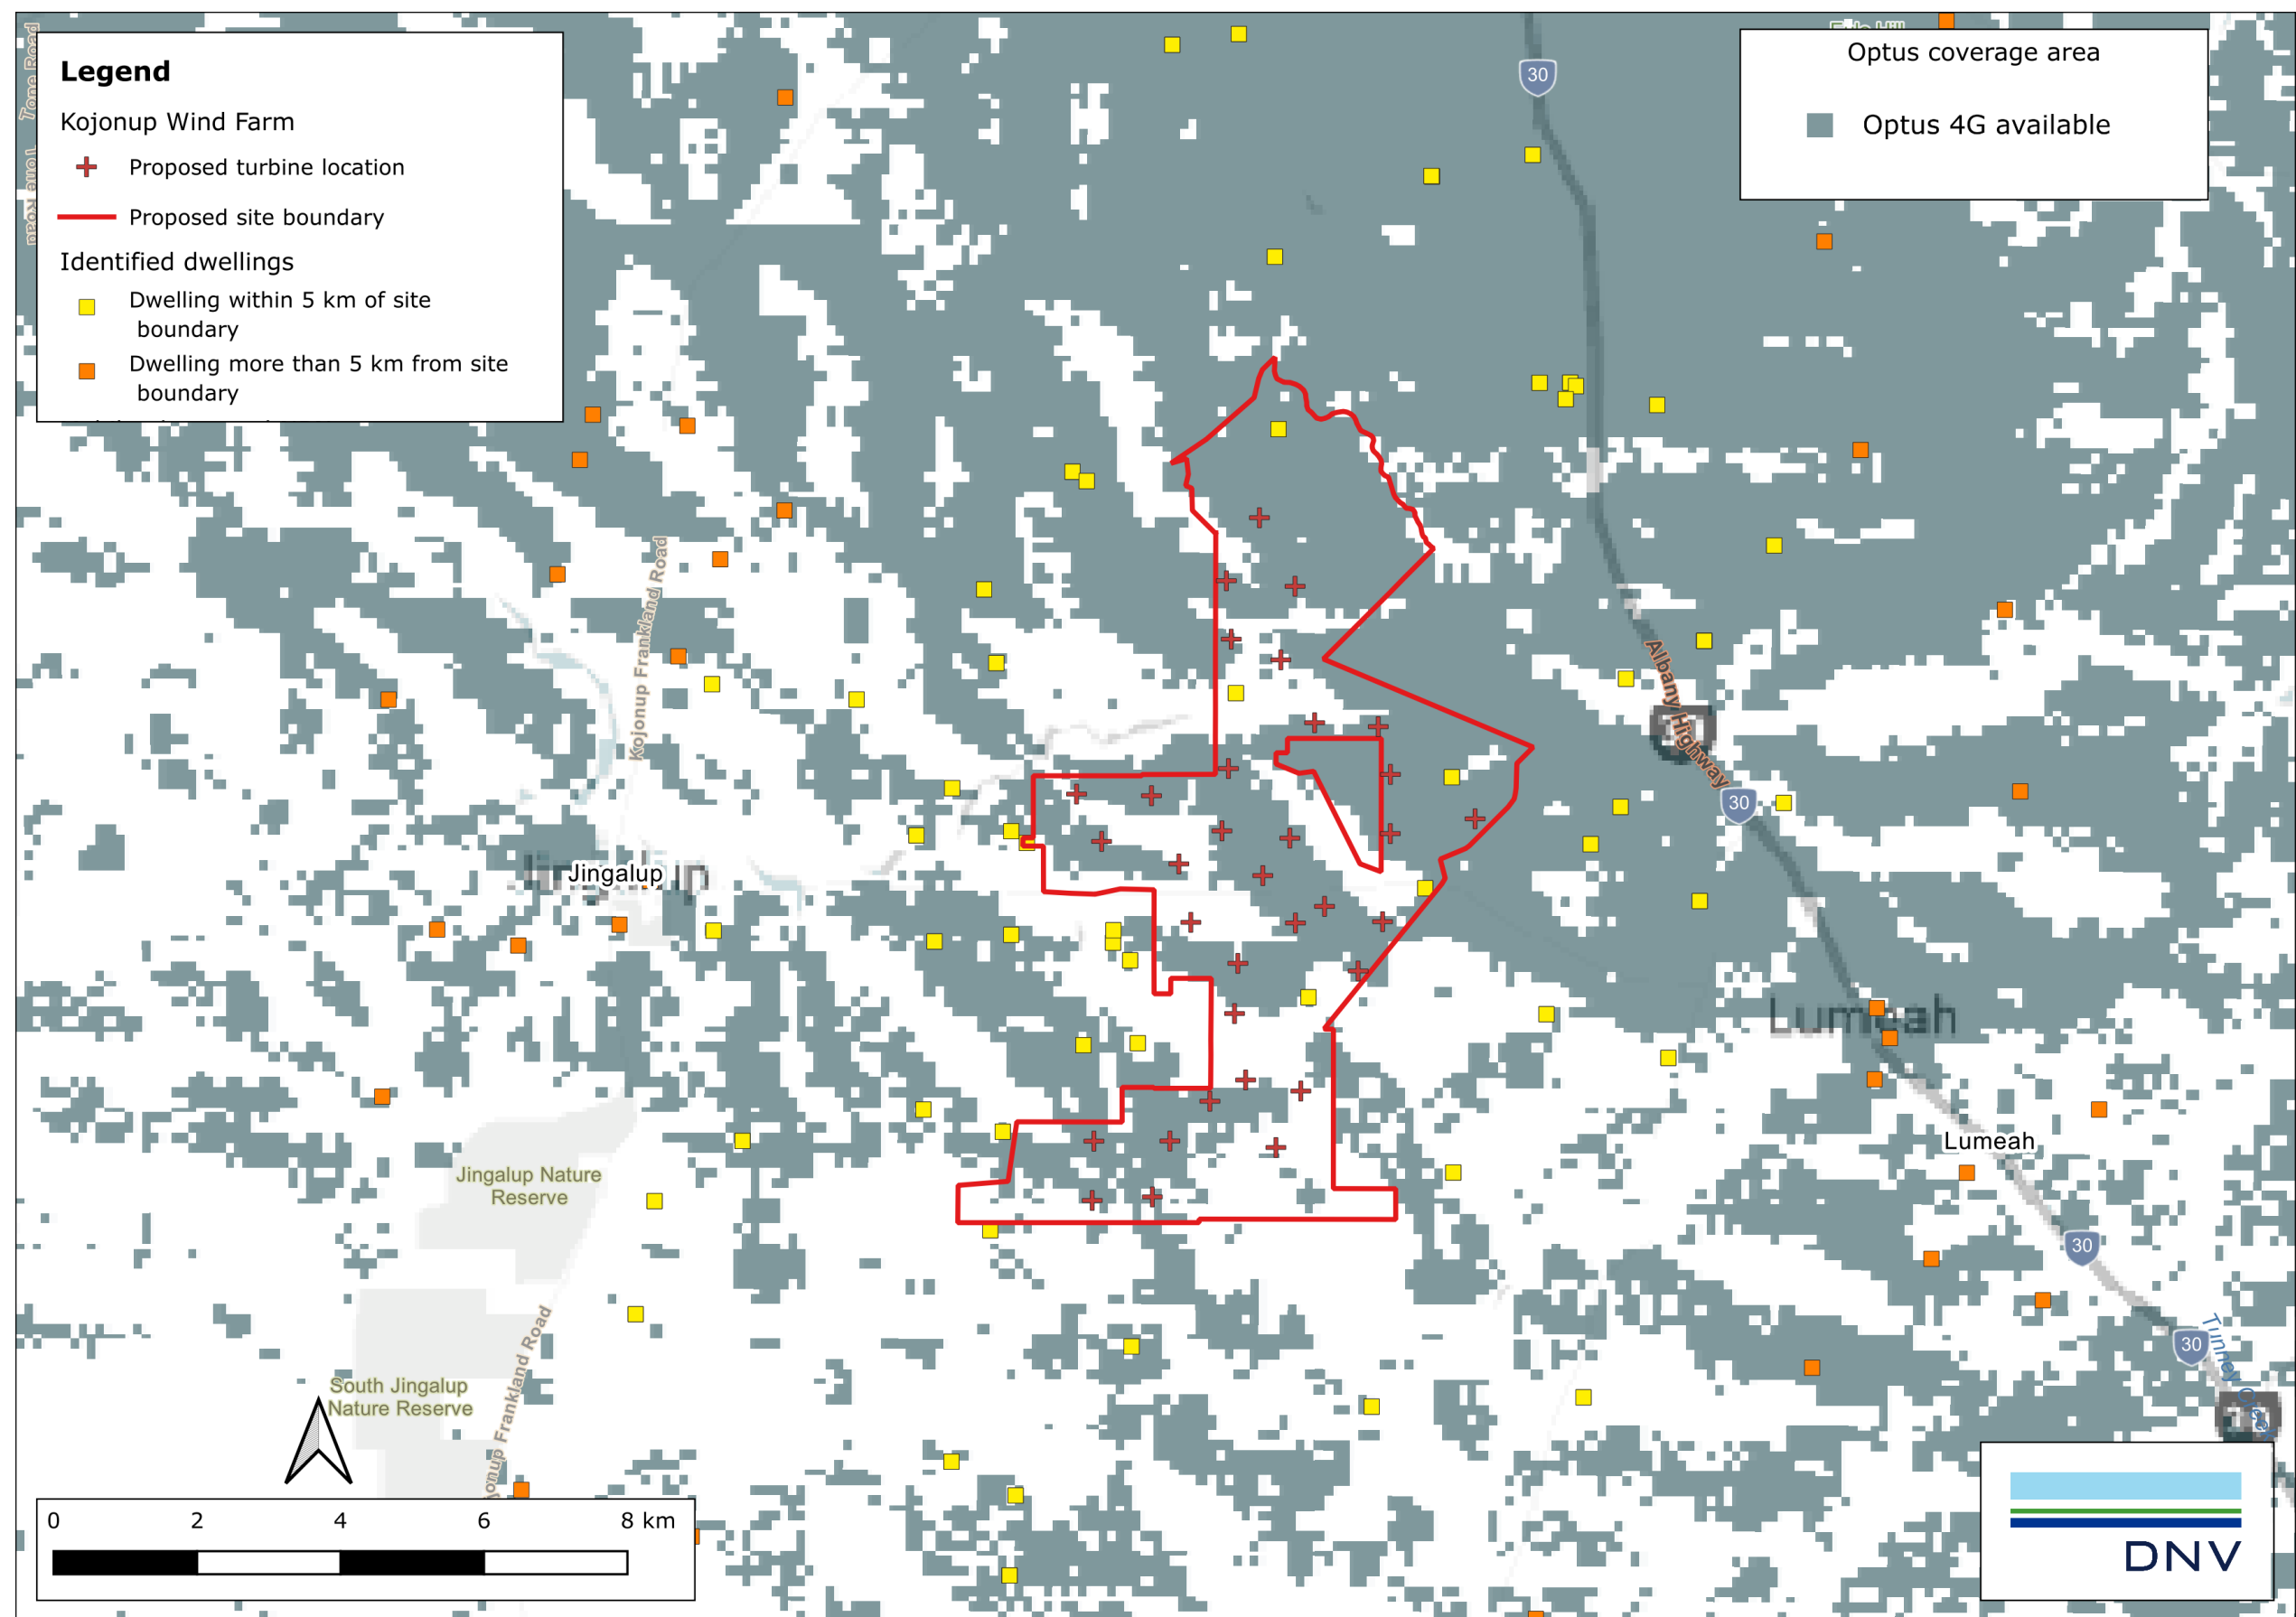 Legend
Kojonup Wind Farm
Proposed turbine location
Proposed site boundary
Identified dwellings
Dwelling within 5 km of site
boundary
Dwelling more than 5 km from site
boundary
Optus coverage area
Optus 4G available
Tone Road
Tone Road
30
Kojonup Frankland Road
Albany Highway
30
Jingalup
Lumeah
Lumeah
Jingalup Nature
Reserve
30
30
South Jingalup
Nature Reserve
Frankland Road
Tunney
0 2 4 6 8 km
DNV